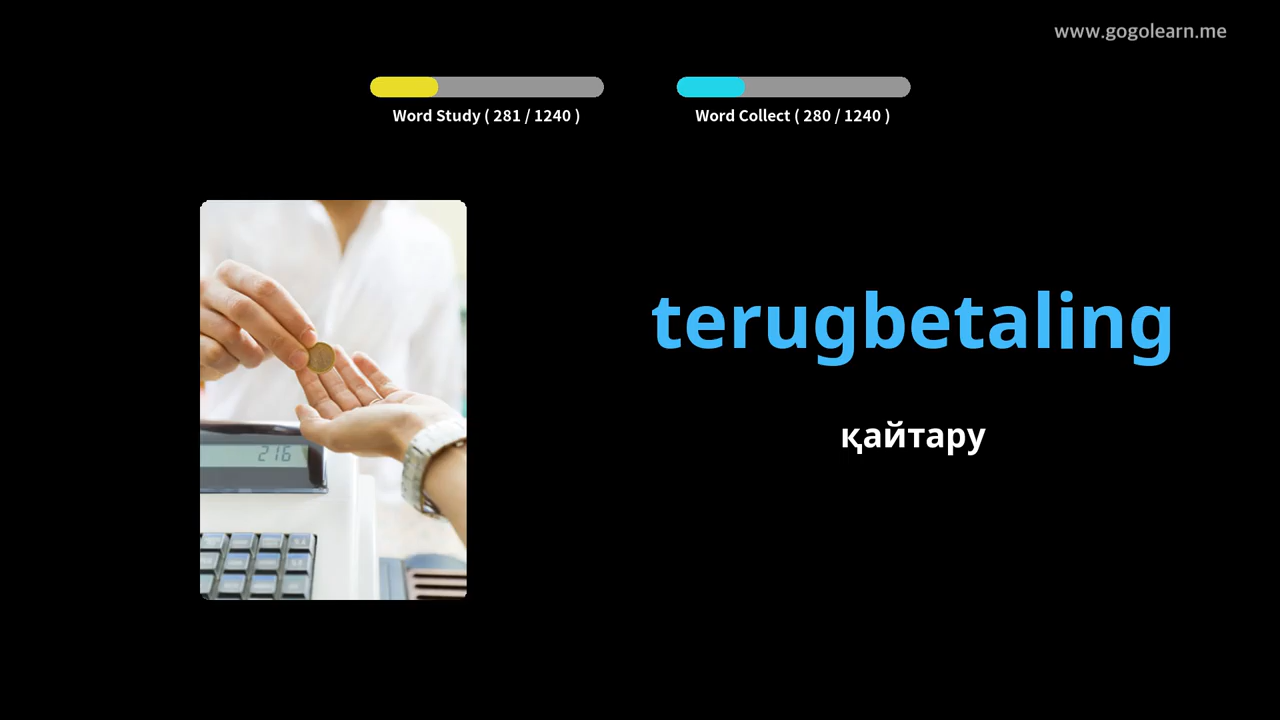 www.gogolearn.me
Word Study ( 281 / 1240 )
Word Collect ( 280 / 1240 )
terugbetaling
қайтару
216